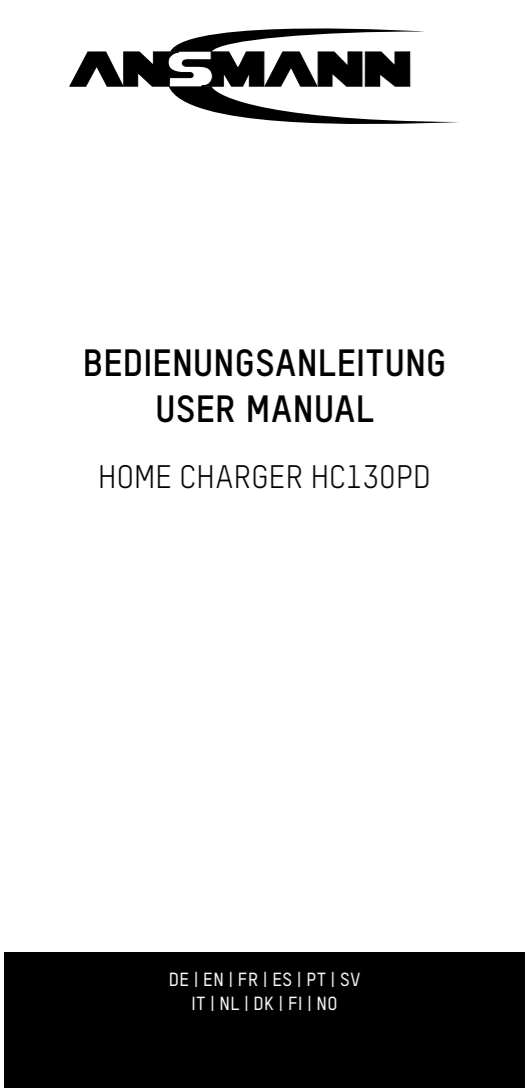 ANSMANN
BEDIENUNGSANLEITUNG
USER MANUAL
HOME CHARGER HC130PD
DE | EN | FR | ES | PT | SV
IT | NL | DK | FI | NO